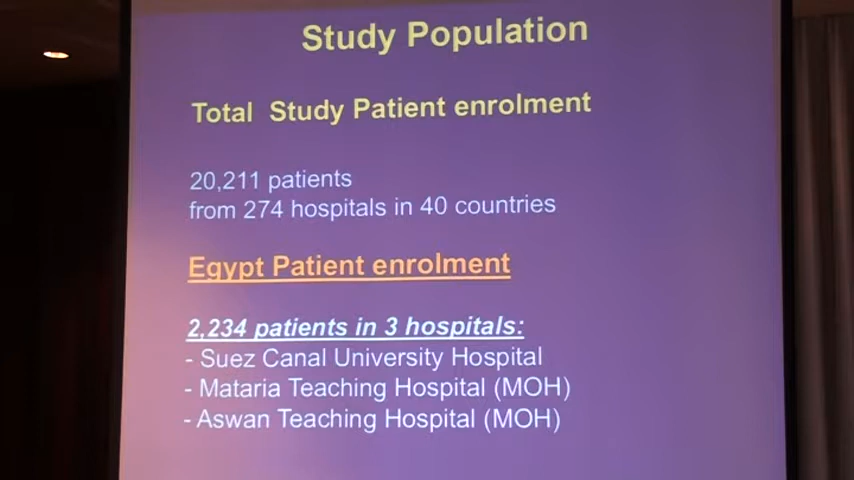 Study Population
Total Study Patient enrolment
20,211 patients
from 274 hospitals in 40 countries
Egypt Patient enrolment
2,234 patients in 3 hospitals:
- Suez Canal University Hospital
- Mataria Teaching Hospital (MOH)
- Aswan Teaching Hospital (MOH)